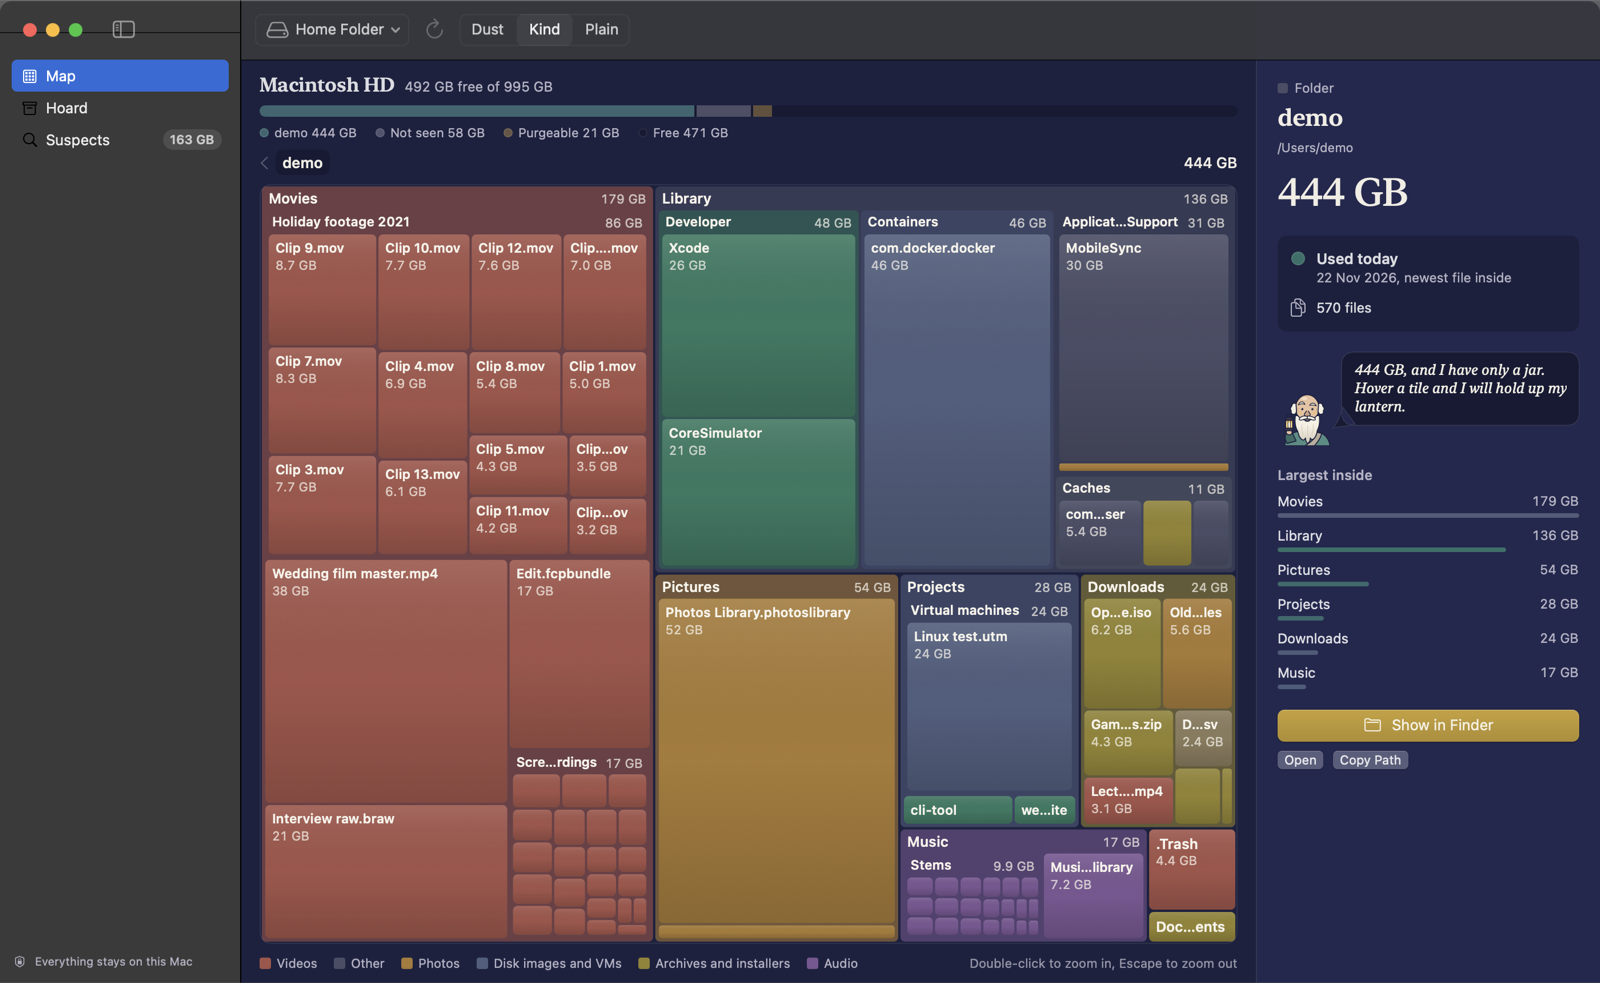 Home Folder
Dust
Kind
Plain
Map
Hoard
Suspects
163 GB
Everything stays on this Mac
Macintosh HD 492 GB free of 995 GB
demo 444 GB
Not seen 58 GB
Purgeable 21 GB
Free 471 GB
demo
444 GB
Movies
179 GB
Holiday footage 2021
86 GB
Clip 9.mov
8.7 GB
Clip 10.mov
7.7 GB
Clip 12.mov
7.6 GB
Clip....mov
7.0 GB
Clip 7.mov
8.3 GB
Clip 4.mov
6.9 GB
Clip 8.mov
5.4 GB
Clip 1.mov
5.0 GB
Clip 5.mov
4.3 GB
Clip...ov
3.5 GB
Clip 3.mov
7.7 GB
Clip 13.mov
6.1 GB
Clip 11.mov
4.2 GB
Clip...ov
3.2 GB
Wedding film master.mp4
38 GB
Edit.fcpbundle
17 GB
Scre...rdings
17 GB
Interview raw.braw
21 GB
Library
136 GB
Developer
48 GB
Xcode
26 GB
CoreSimulator
21 GB
Containers
46 GB
com.docker.docker
46 GB
Applicat...Support
31 GB
MobileSync
30 GB
Caches
11 GB
com...ser
5.4 GB
Pictures
54 GB
Photos Library.photoslibrary
52 GB
Projects
28 GB
Virtual machines
24 GB
Linux test.utm
24 GB
cli-tool
we...ite
Downloads
24 GB
Op...e.iso
6.2 GB
Old...les
5.6 GB
Gam...s.zip
4.3 GB
D...sv
2.4 GB
Lect....mp4
3.1 GB
Music
17 GB
Stems
9.9 GB
Musi...library
7.2 GB
.Trash
4.4 GB
Doc...ents
Videos
Other
Photos
Disk images and VMs
Archives and installers
Audio
Double-click to zoom in, Escape to zoom out
Folder
demo
/Users/demo
444 GB
Used today
22 Nov 2026, newest file inside
570 files
444 GB, and I have only a jar.
Hover a tile and I will hold up my
lantern.
Largest inside
Movies
179 GB
Library
136 GB
Pictures
54 GB
Projects
28 GB
Downloads
24 GB
Music
17 GB
Show in Finder
Open
Copy Path